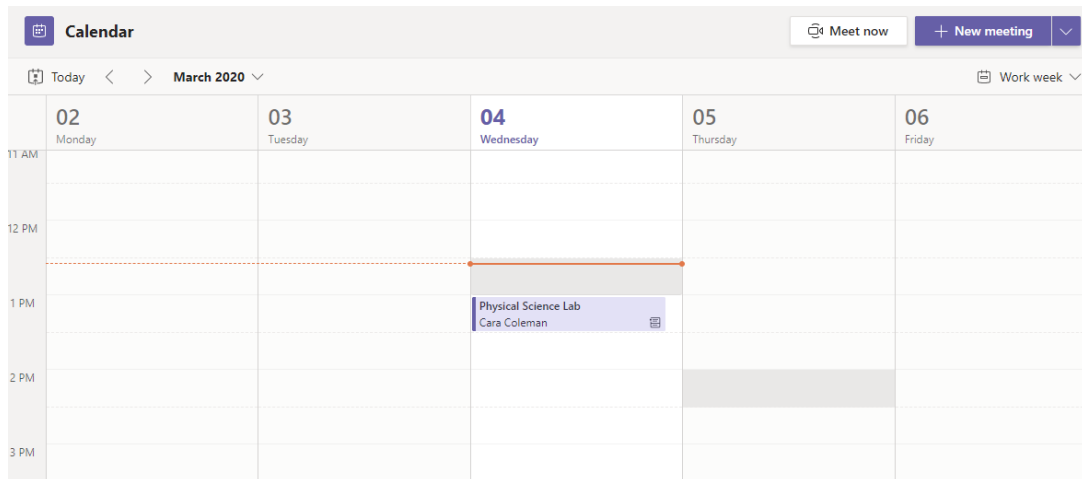 Calendar
Meet now
+ New meeting
Today
March 2020
Work week
02
Monday
03
Tuesday
04
Wednesday
05
Thursday
06
Friday
11 AM
12 PM
1 PM
Physical Science Lab
Cara Coleman
2 PM
3 PM